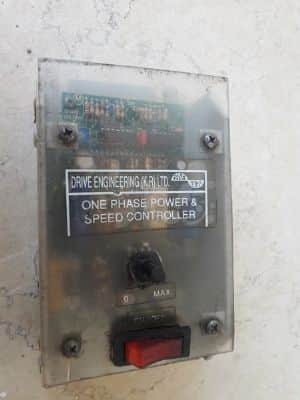 DRIVE ENGINEERING (K.R) LTD.
ONE PHASE POWER &
SPEED CONTROLLER
0 MAX.